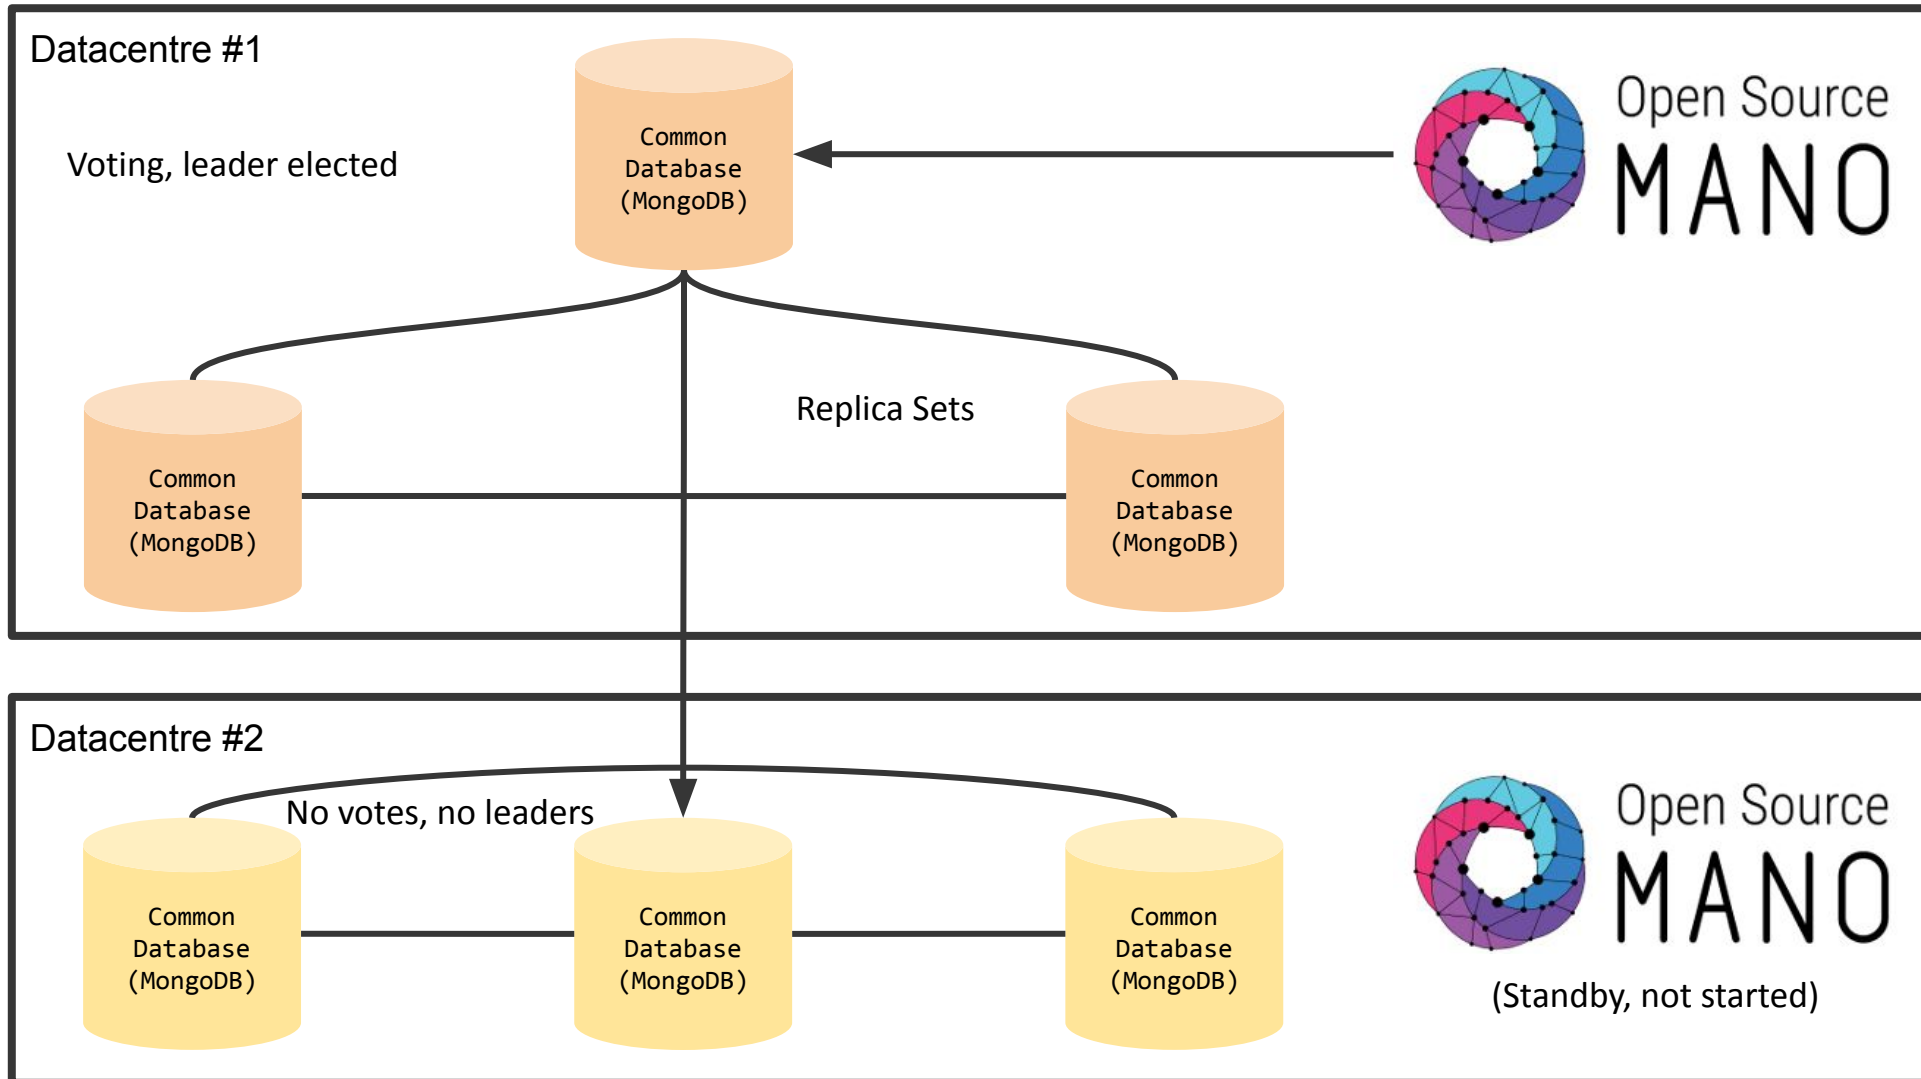 Datacentre #1
Common
Database
(MongoDB)
Open Source
MANO
Voting, leader elected
Replica Sets
Common
Database
(MongoDB)
Common
Database
(MongoDB)
Datacentre #2
No votes, no leaders
Common
Database
(MongoDB)
Common
Database
(MongoDB)
Common
Database
(MongoDB)
Open Source
MANO
(Standby, not started)